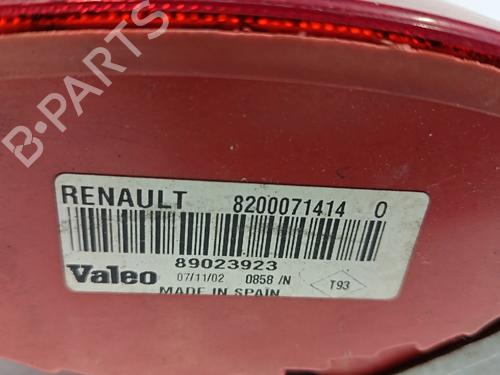 B-PARTS
RENAULT 8200071414 0
89023923
Valeo 07/11/02 0858 /N T93
MADE IN SPAIN